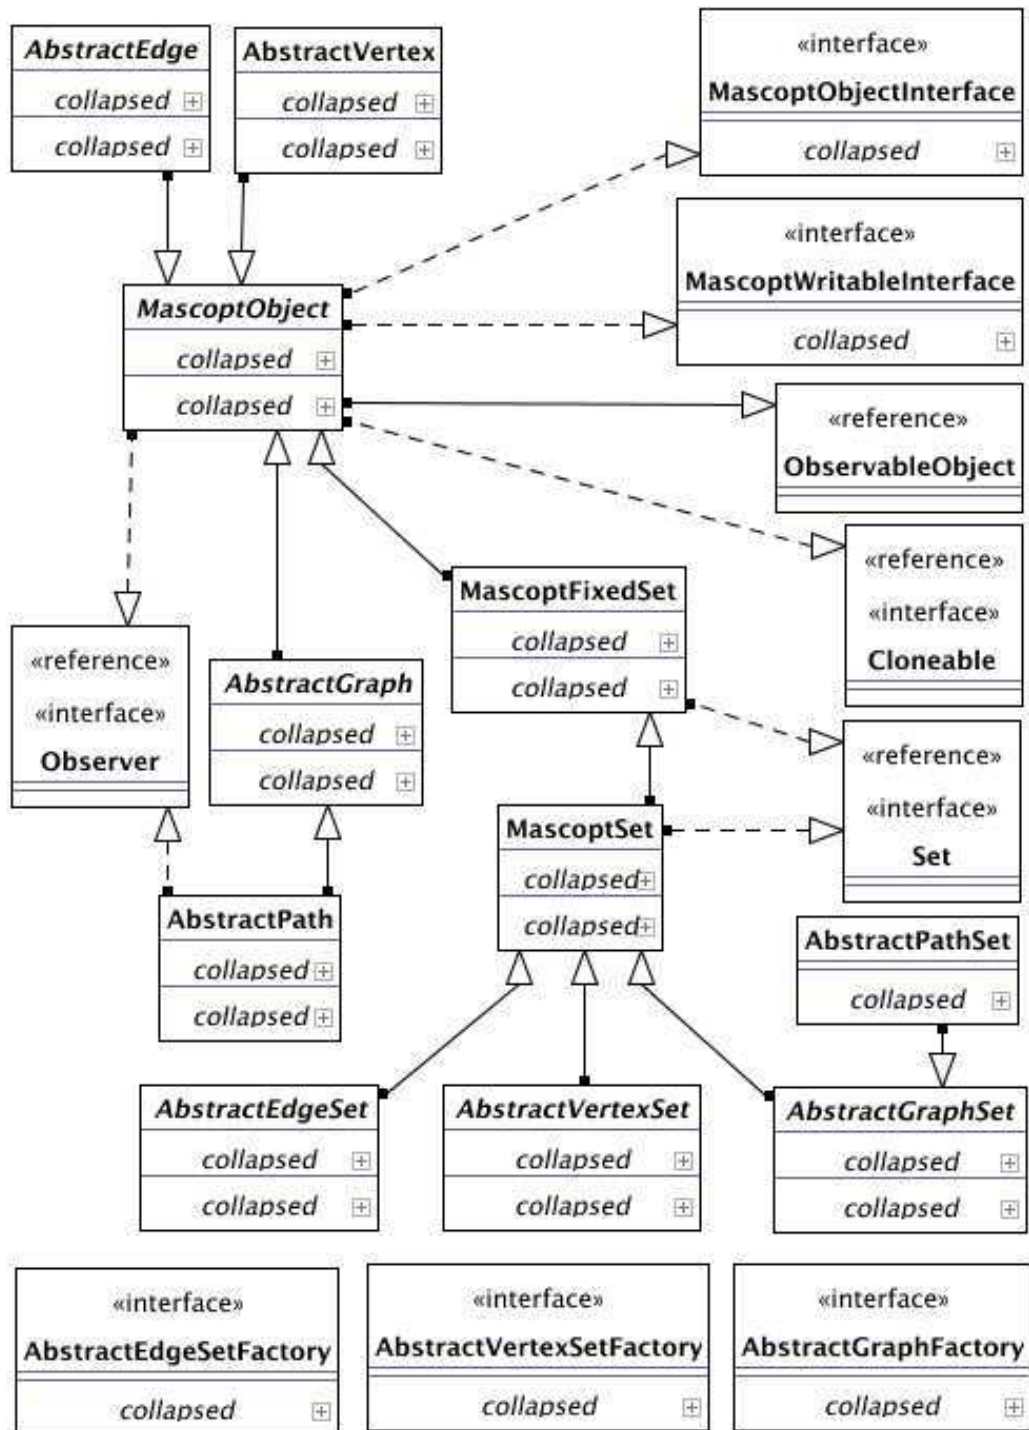 AbstractEdge
collapsed
collapsed
AbstractVertex
collapsed
collapsed
«interface»
MascoptObjectInterface
collapsed
«interface»
MascoptWritableInterface
collapsed
MascoptObject
collapsed
collapsed
«reference»
ObservableObject
«reference»
«interface»
Cloneable
MascoptFixedSet
collapsed
collapsed
«reference»
«interface»
Observer
AbstractGraph
collapsed
collapsed
«reference»
«interface»
Set
MascoptSet
collapsed
collapsed
AbstractPath
collapsed
collapsed
AbstractPathSet
collapsed
AbstractEdgeSet
collapsed
collapsed
AbstractVertexSet
collapsed
collapsed
AbstractGraphSet
collapsed
collapsed
«interface»
AbstractEdgeSetFactory
collapsed
«interface»
AbstractVertexSetFactory
collapsed
«interface»
AbstractGraphFactory
collapsed